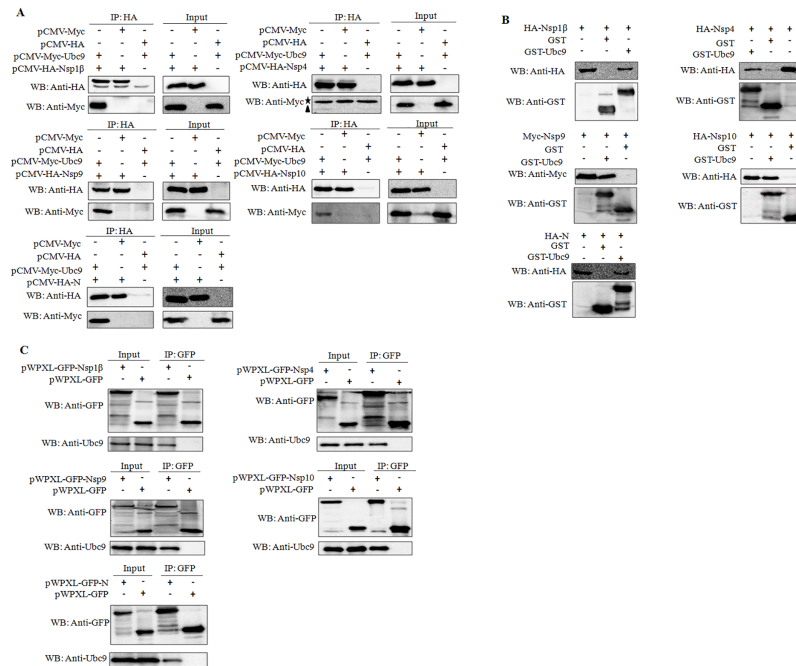 A
IP: HA Input
pCMV-Myc - + - - + -
pCMV-HA - - + - - +
pCMV-Myc-Ubc9 + - + + - +
pCMV-HA-Nsp1β + + - + + -
WB: Anti-HA
WB: Anti-Myc
IP: HA Input
pCMV-Myc - + - - + -
pCMV-HA - - + - - +
pCMV-Myc-Ubc9 + - + + - +
pCMV-HA-Nsp4 + + - + + -
WB: Anti-HA
WB: Anti-Myc
IP: HA Input
pCMV-Myc - + - - + -
pCMV-HA - - + - - +
pCMV-Myc-Ubc9 + - + + - +
pCMV-HA-Nsp9 + + - + + -
WB: Anti-HA
WB: Anti-Myc
IP: HA Input
pCMV-Myc - + - - + -
pCMV-HA - - + - - +
pCMV-Myc-Ubc9 + - + + - +
pCMV-HA-Nsp10 + + - + + -
WB: Anti-HA
WB: Anti-Myc
IP: HA Input
pCMV-Myc - + - - + -
pCMV-HA - - + - - +
pCMV-Myc-Ubc9 + - + + - +
pCMV-HA-N + + - + + -
WB: Anti-HA
WB: Anti-Myc
B
HA-Nsp1β + + +
GST - + -
GST-Ubc9 - - +
WB: Anti-HA
WB: Anti-GST
HA-Nsp4 + + +
GST
GST-Ubc9
WB: Anti-HA
WB: Anti-GST
Myc-Nsp9 + + +
GST
GST-Ubc9
WB: Anti-Myc
WB: Anti-GST
HA-Nsp10 + + +
GST
GST-Ubc9
WB: Anti-HA
WB: Anti-GST
HA-N + + +
GST - + -
GST-Ubc9 - - +
WB: Anti-HA
WB: Anti-GST
C
Input IP: GFP
pWPXL-GFP-Nsp1β + - + -
pWPXL-GFP - + - +
WB: Anti-GFP
WB: Anti-Ubc9
Input IP: GFP
pWPXL-GFP-Nsp4 + - + -
pWPXL-GFP - + - +
WB: Anti-GFP
WB: Anti-Ubc9
Input IP: GFP
pWPXL-GFP-Nsp9 + - + -
pWPXL-GFP - + - +
WB: Anti-GFP
WB: Anti-Ubc9
Input IP: GFP
pWPXL-GFP-Nsp10 + - + -
pWPXL-GFP - + - +
WB: Anti-GFP
WB: Anti-Ubc9
Input IP: GFP
pWPXL-GFP-N + - + -
pWPXL-GFP - + - +
WB: Anti-GFP
WB: Anti-Ubc9